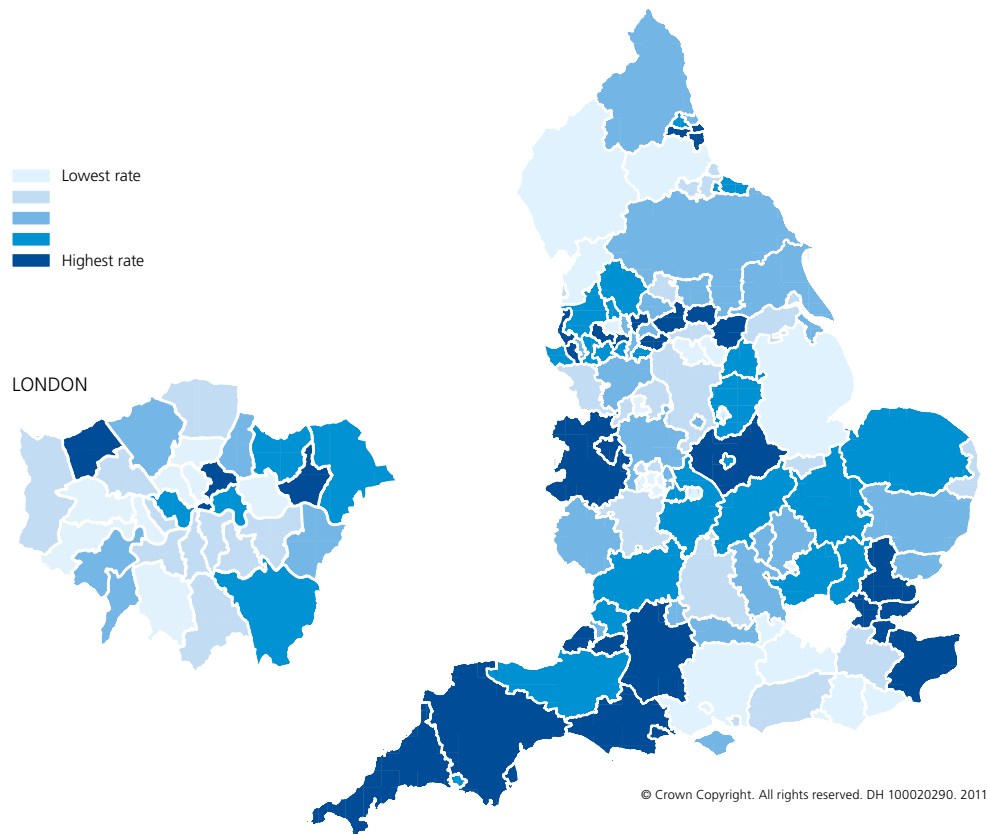 Lowest rate
Highest rate
LONDON
© Crown Copyright. All rights reserved. DH 100020290. 2011